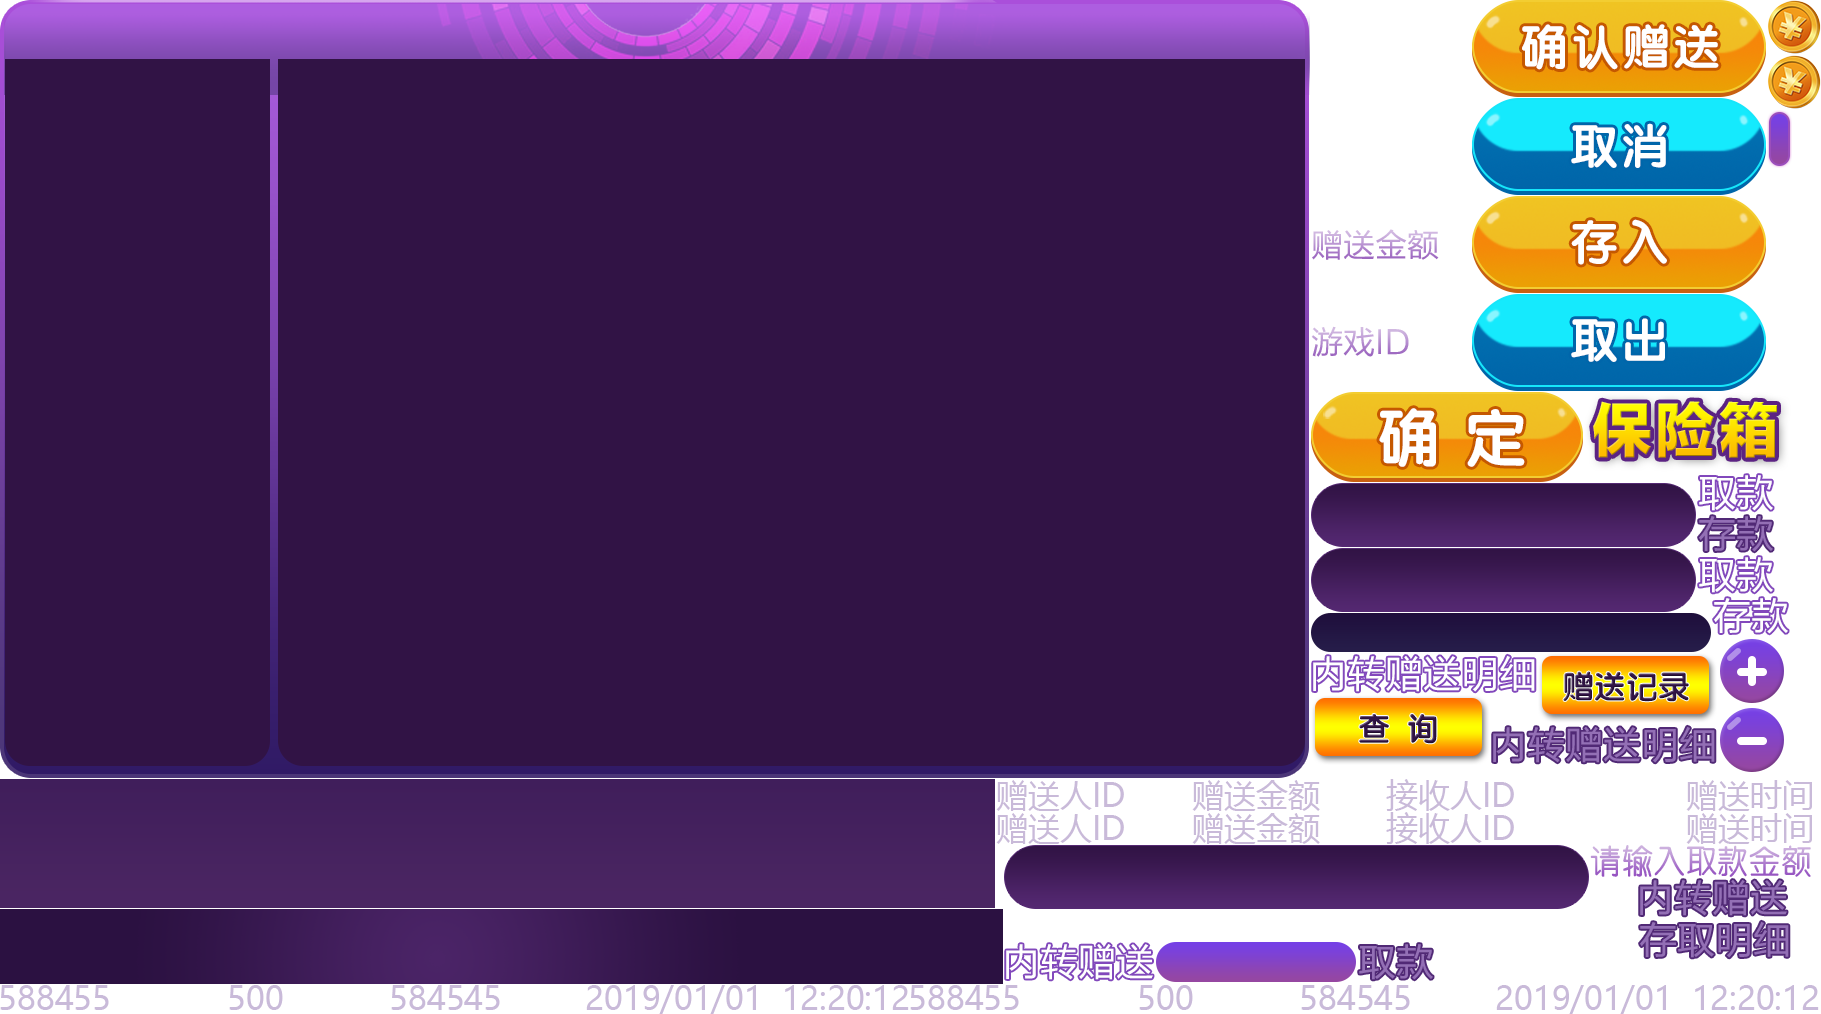 确认赠送
取消
赠送金额
存入
游戏ID
取出
确 定
保险箱
取款
存款
取款
存款
内转赠送明细
赠送记录
查 询
内转赠送明细
赠送人ID 赠送金额 接收人ID 赠送时间
赠送人ID 赠送金额 接收人ID 赠送时间
请输入取款金额
内转赠送
存取明细
内转赠送
取款
588455 500 584545 2019/01/01 12:20:12588455 500 584545 2019/01/01 12:20:12